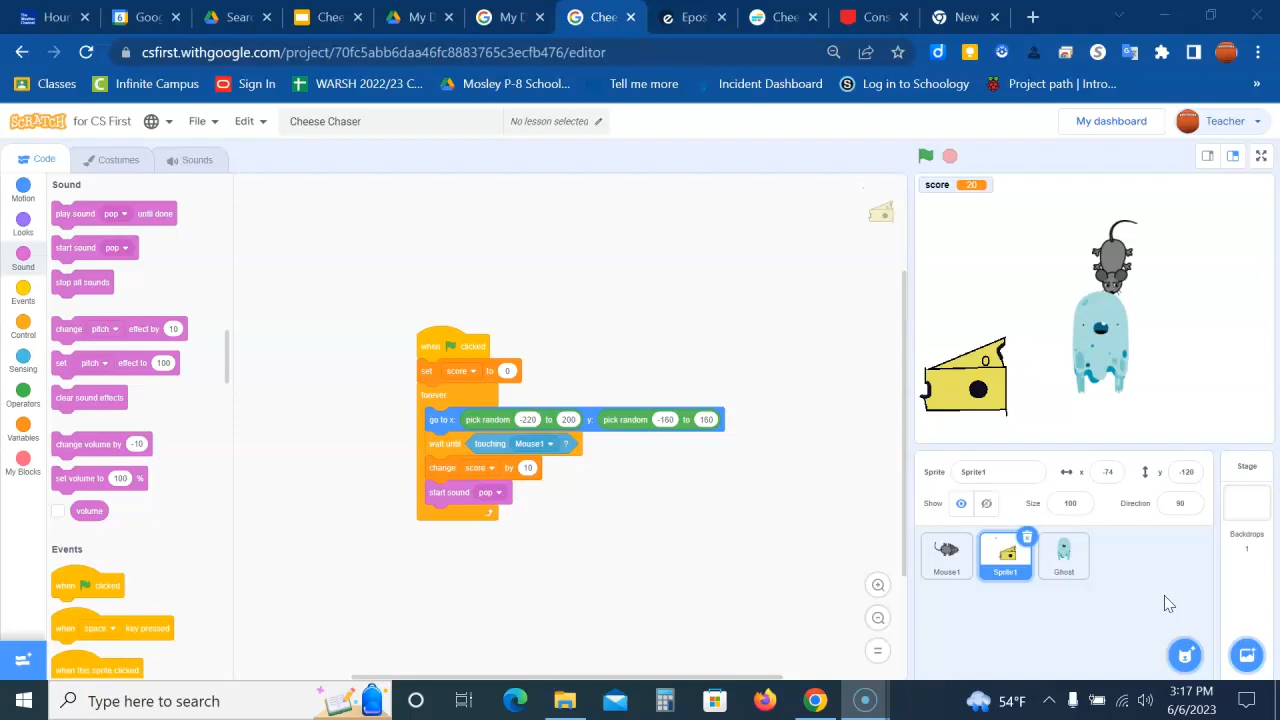 Hour
Goog
Searc
Chee
My D
My D
Chee
Epos
Chee
Cons
New
csfirst.withgoogle.com/project/70fc5abb6daa46fc8883765c3ecfb476/editor
Classes
Infinite Campus
Sign In
WARSH 2022/23 C...
Mosley P-8 School...
Tell me more
Incident Dashboard
Log in to Schoology
Project path | Intro...
»
SCRATCH for CS First
File
Edit
Cheese Chaser
No lesson selected
My dashboard
Teacher
Code
Costumes
Sounds
Motion
Looks
Sound
Events
Control
Sensing
Operators
Variables
My Blocks
Sound
play sound pop until done
start sound pop
stop all sounds
change pitch effect by 10
set pitch effect to 100
clear sound effects
change volume by -10
set volume to 100 %
volume
Events
when clicked
when space key pressed
when this sprite clicked
when clicked
set score to 0
forever
go to x: pick random -220 to 200 y: pick random -160 to 160
wait until touching Mouse1 ?
change score by 10
start sound pop
score 20
Sprite Sprite1 x -74 y -120
Show Size 100 Direction 90
Mouse1
Sprite1
Ghost
Stage
Backdrops
1
Type here to search
54°F
3:17 PM
6/6/2023